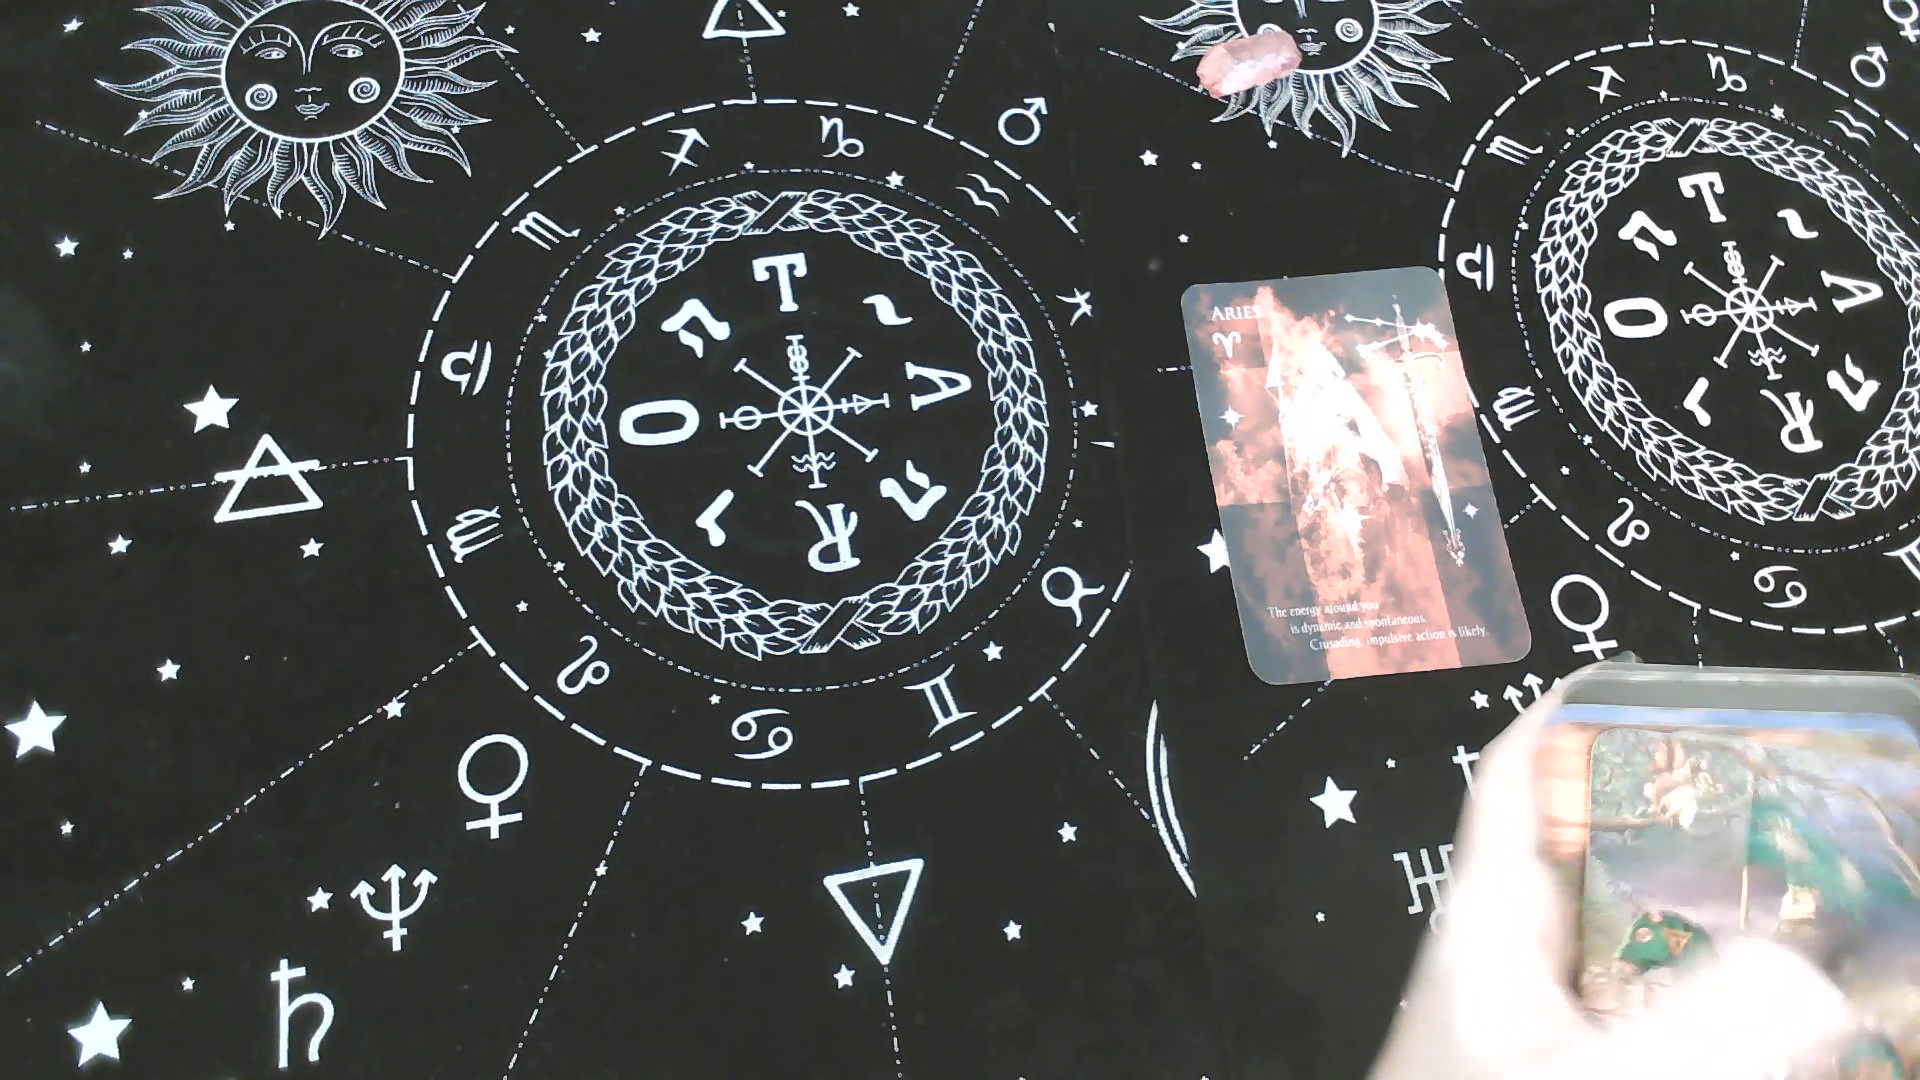 ARIES
The energy around you
is dynamic and spontaneous.
Crusading, impulsive action is likely.
T
A
R
O
T
A
R
O